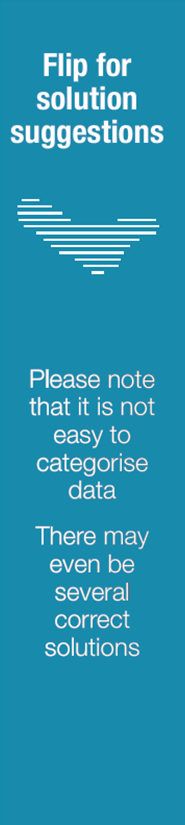 Flip for
solution
suggestions
Please note
that it is not
easy to
categorise
data
There may
even be
several
correct
solutions